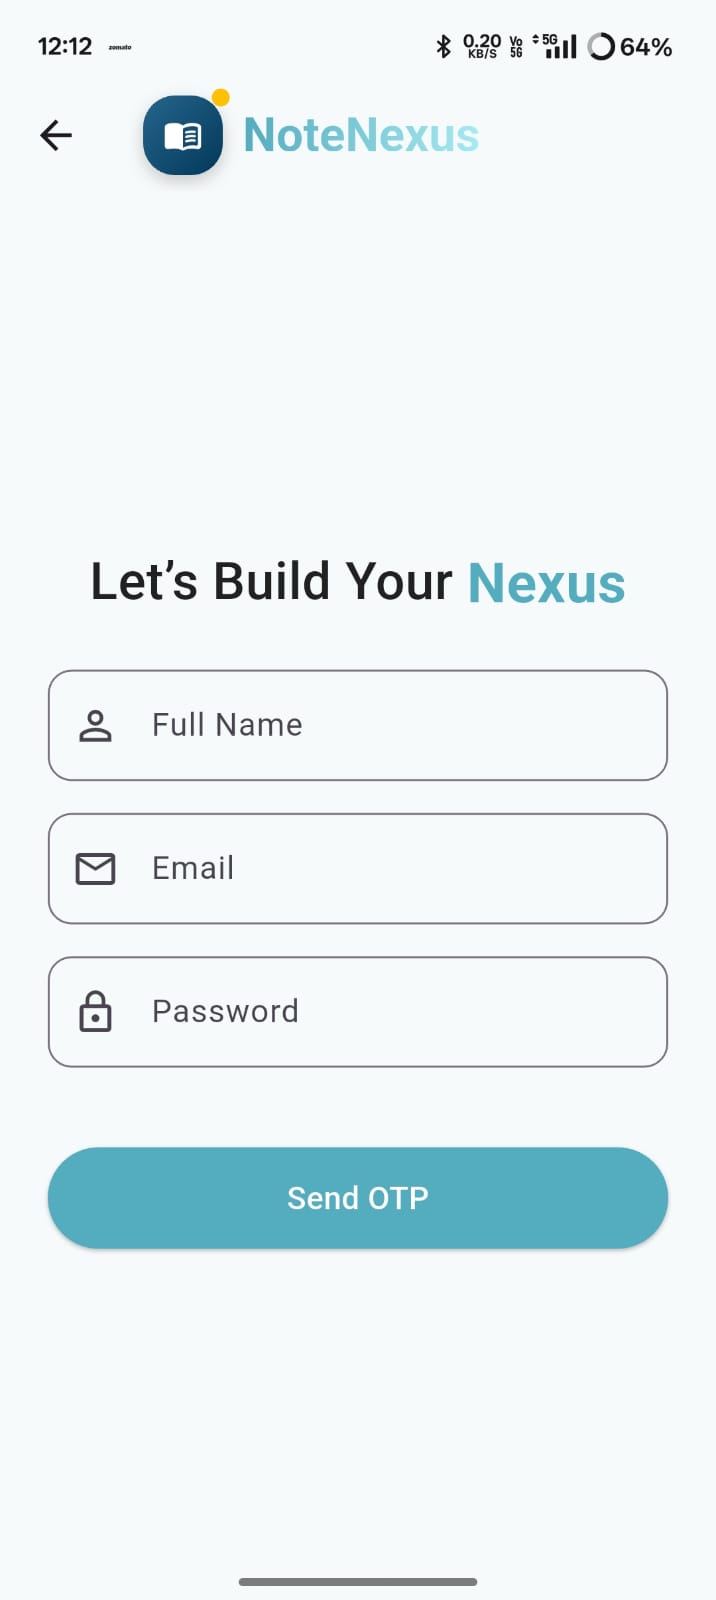 12:12 zomato 0.20 KB/S Vo 5G 5G 64%
NoteNexus
Let’s Build Your Nexus
Full Name
Email
Password
Send OTP